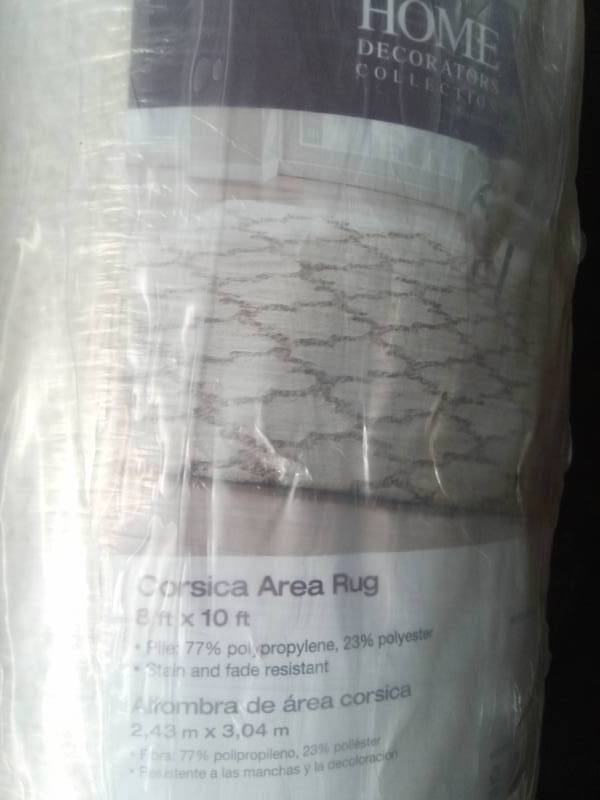 HOME
DECORATORS
COLLECTION
Corsica Area Rug
8 ft x 10 ft
• Pile: 77% polypropylene, 23% polyester
• Stain and fade resistant
Alfombra de área corsica
2,43 m x 3,04 m
• Fibra: 77% polipropileno, 23% poliéster
• Resistente a las manchas y la decoloración